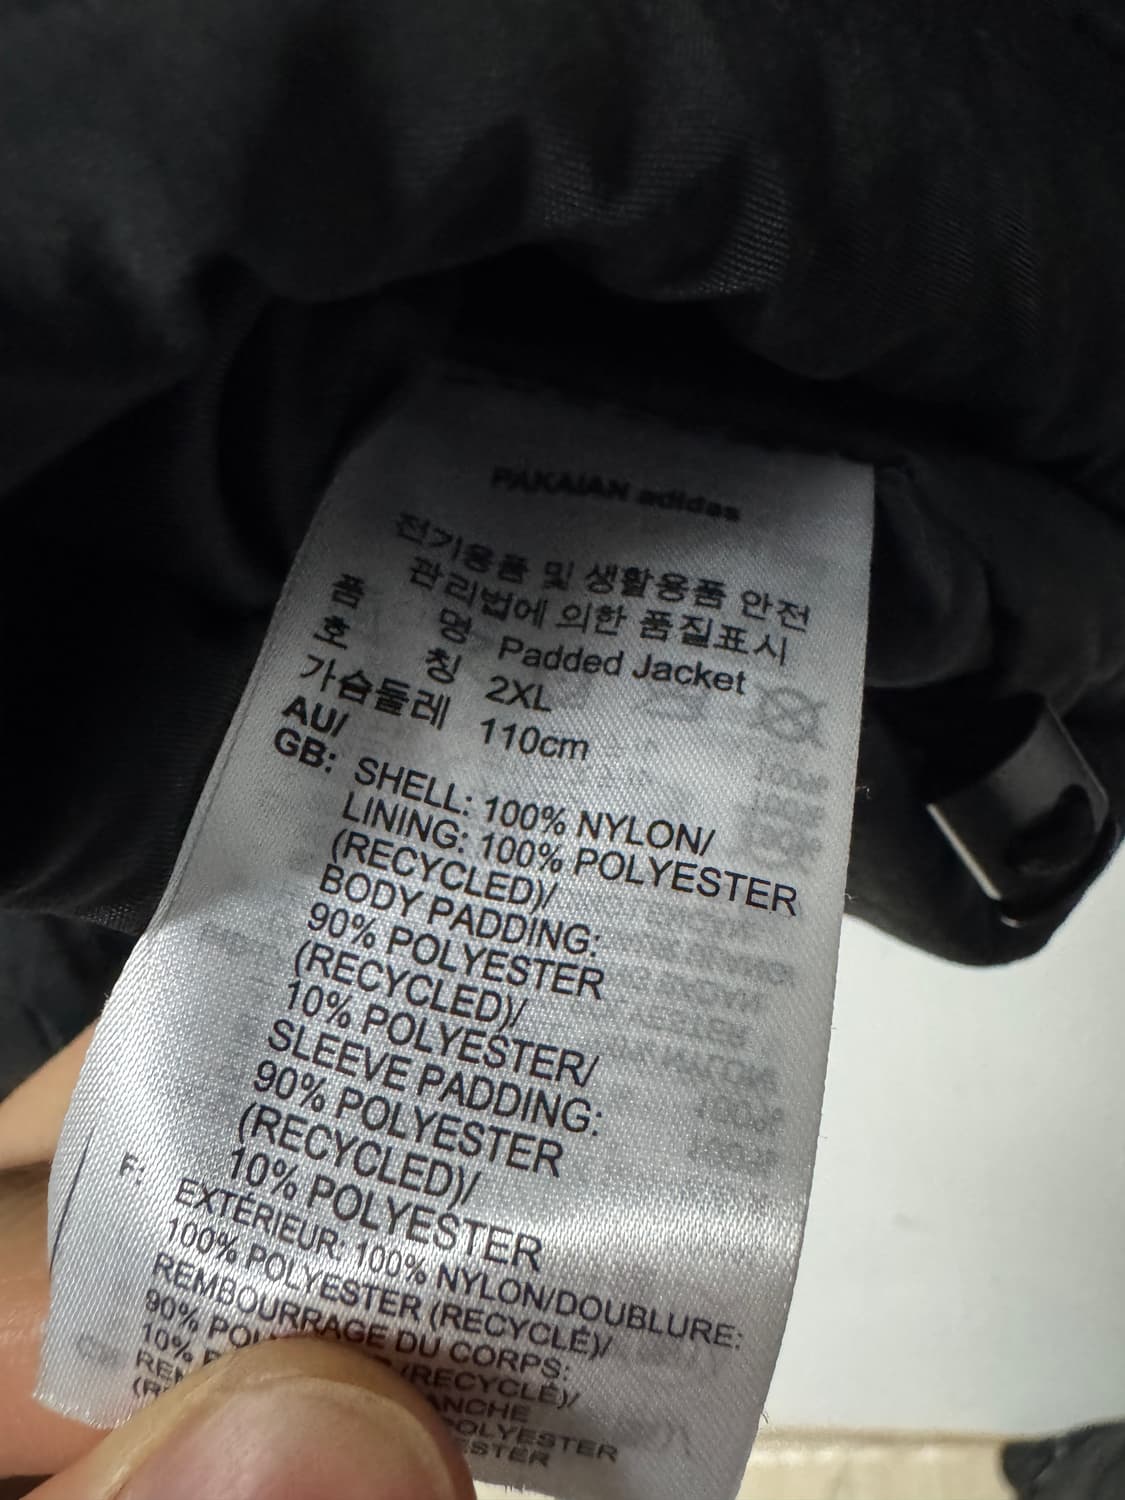 PAKAIAN adidas
전기용품 및 생활용품 안전
관리법에 의한 품질표시
품 명 Padded Jacket
호 칭 2XL
가슴둘레 110cm
AU/
GB: SHELL: 100% NYLON/
LINING: 100% POLYESTER
(RECYCLED)/
BODY PADDING:
90% POLYESTER
(RECYCLED)/
10% POLYESTER/
SLEEVE PADDING:
90% POLYESTER
(RECYCLED)/
10% POLYESTER
F: EXTÉRIEUR: 100% NYLON/DOUBLURE:
100% POLYESTER (RECYCLÉ)/
REMBOURRAGE DU CORPS:
90% (RECYCLÉ)/
10%